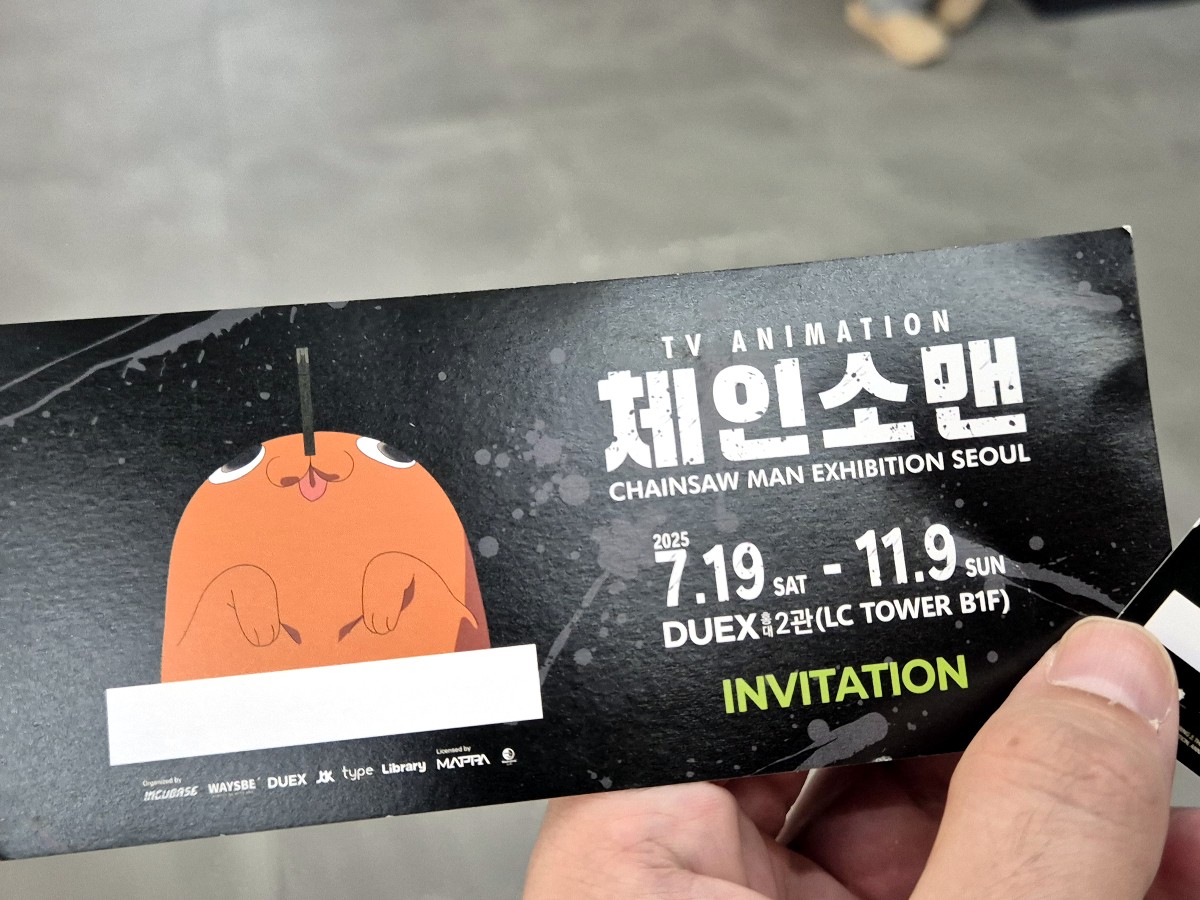 TV ANIMATION
체인소 맨
CHAINSAW MAN EXHIBITION SEOUL
2025
7.19 SAT - 11.9 SUN
DUEX 홍대 2관 (LC TOWER B1F)
INVITATION
Organized by
INCUBASE WAYSBE DUEX type Library
Licensed by
MAPPA